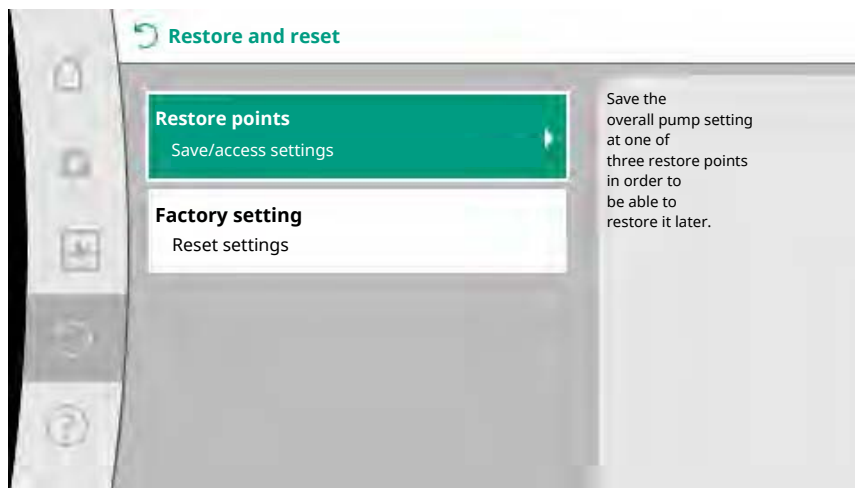 Restore and reset
Restore points
Save/access settings
Factory setting
Reset settings
Save the
overall pump setting
at one of
three restore points
in order to
be able to
restore it later.
?